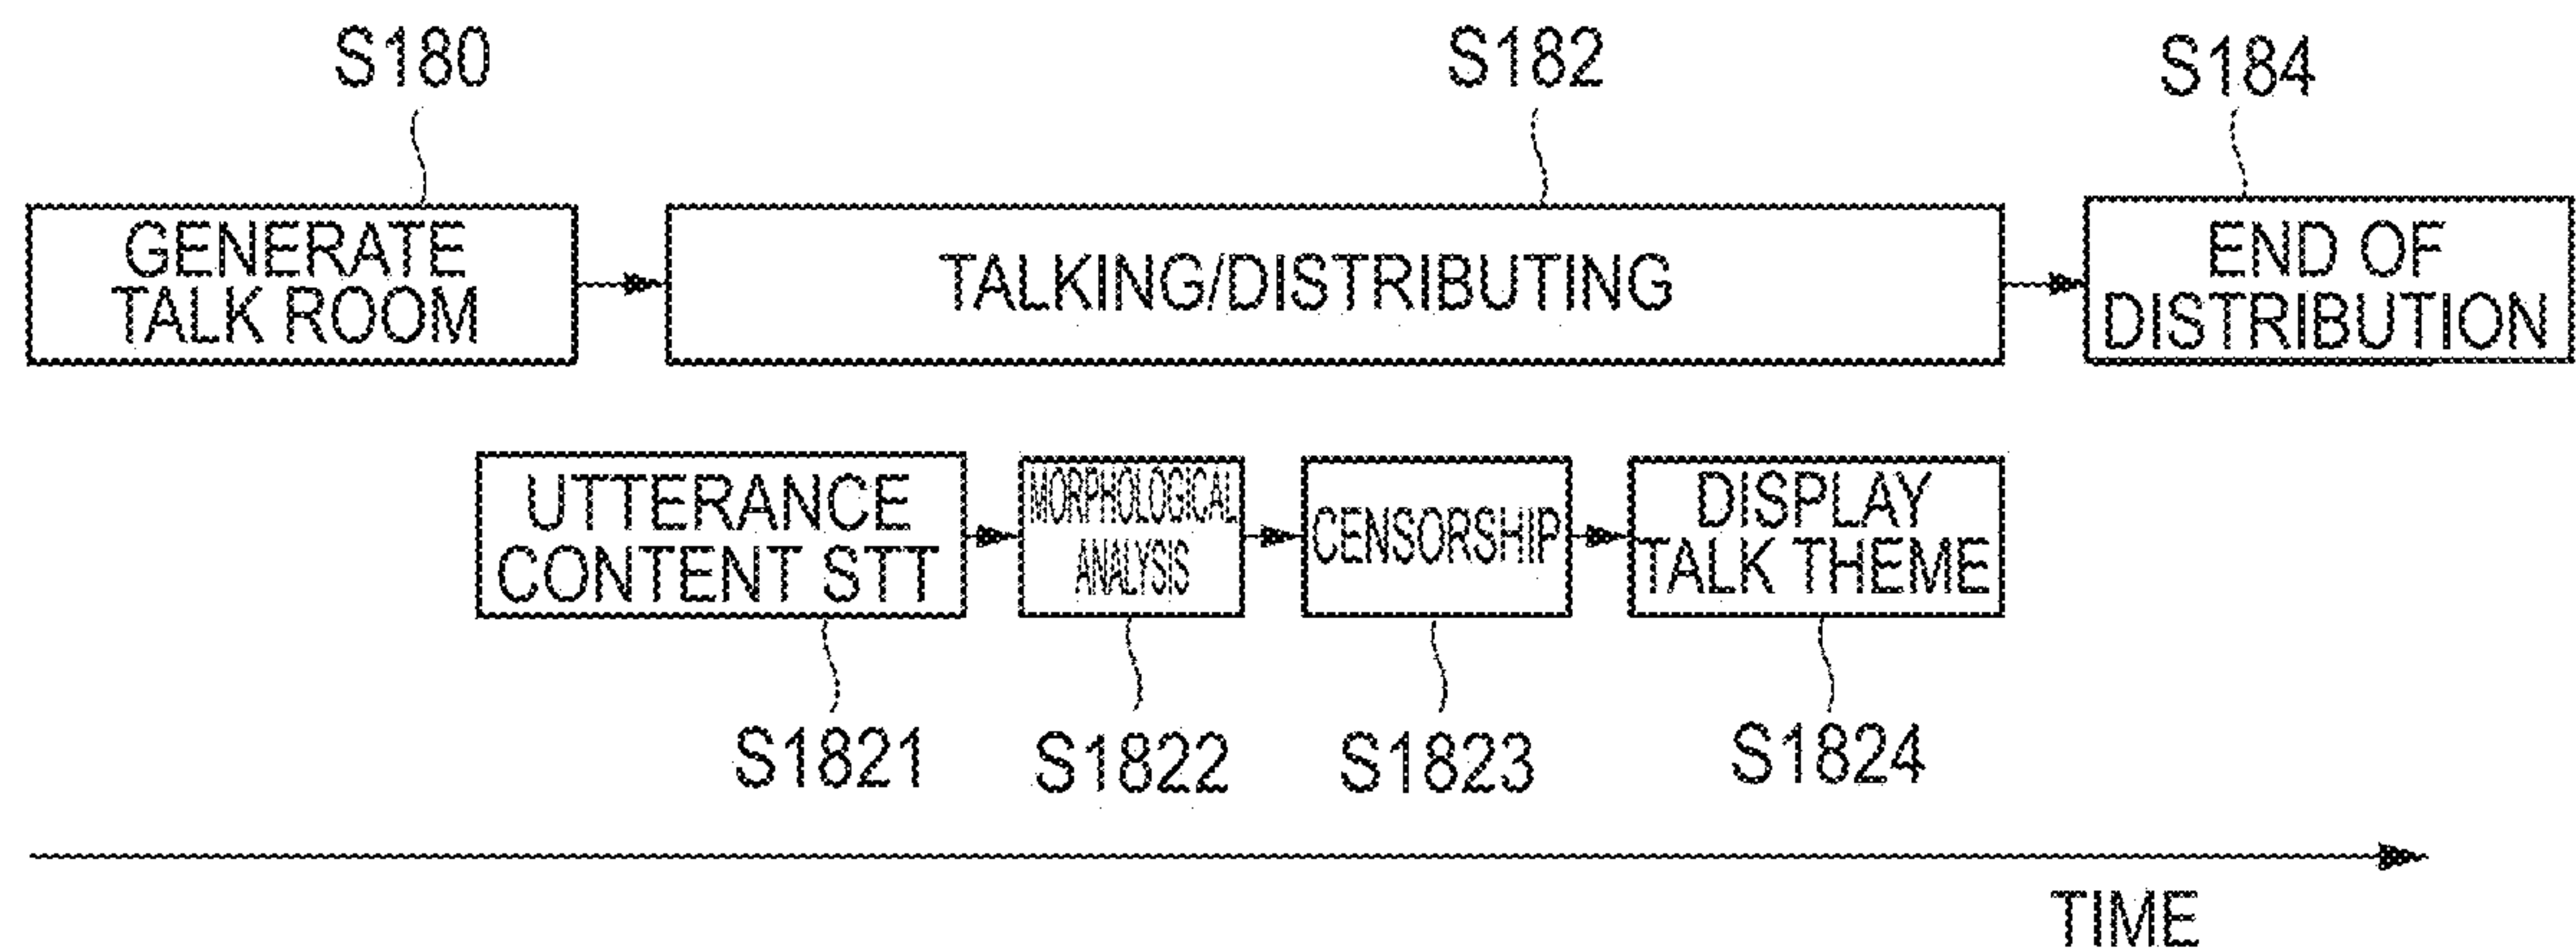 S180
S182
S184
GENERATE
TALK ROOM
TALKING/DISTRIBUTING
END OF
DISTRIBUTION
UTTERANCE
CONTENT STT
MORPHOLOGICAL
ANALYSIS
CENSORSHIP
DISPLAY
TALK THEME
S1821
S1822
S1823
S1824
TIME